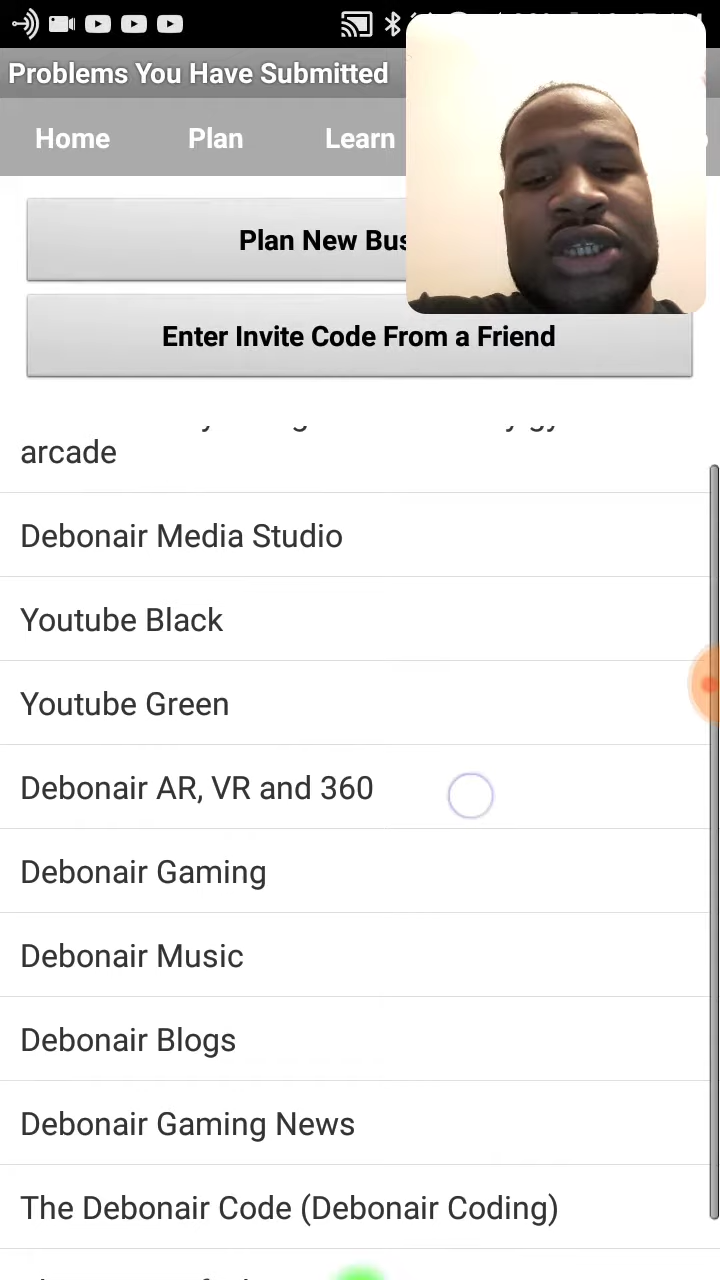 Problems You Have Submitted
Home Plan Learn
Plan New Bus
Enter Invite Code From a Friend
arcade
Debonair Media Studio
Youtube Black
Youtube Green
Debonair AR, VR and 360
Debonair Gaming
Debonair Music
Debonair Blogs
Debonair Gaming News
The Debonair Code (Debonair Coding)